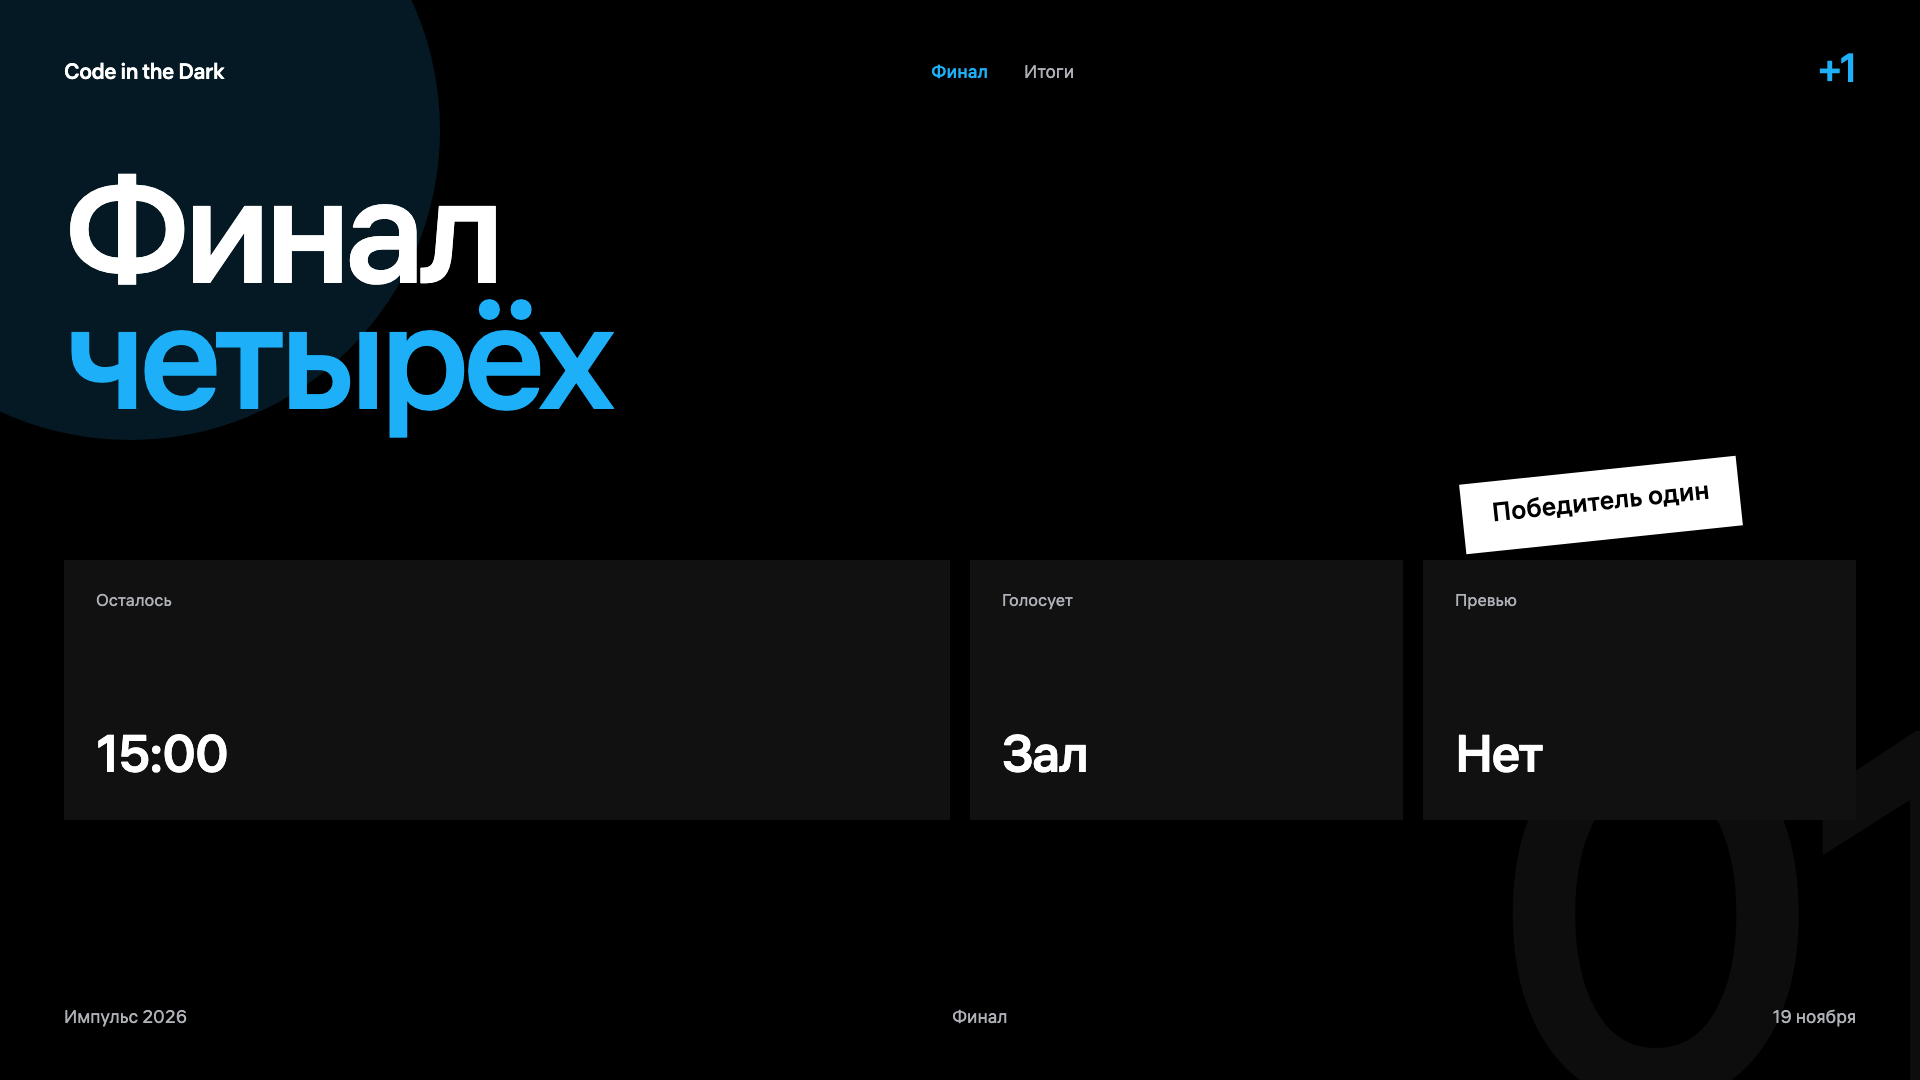 Code in the Dark
Финал
Итоги
+1
Финал
четырёх
Победитель один
Осталось
Голосует
Превью
15:00
Зал
Нет
01
Импульс 2026
Финал
19 ноября